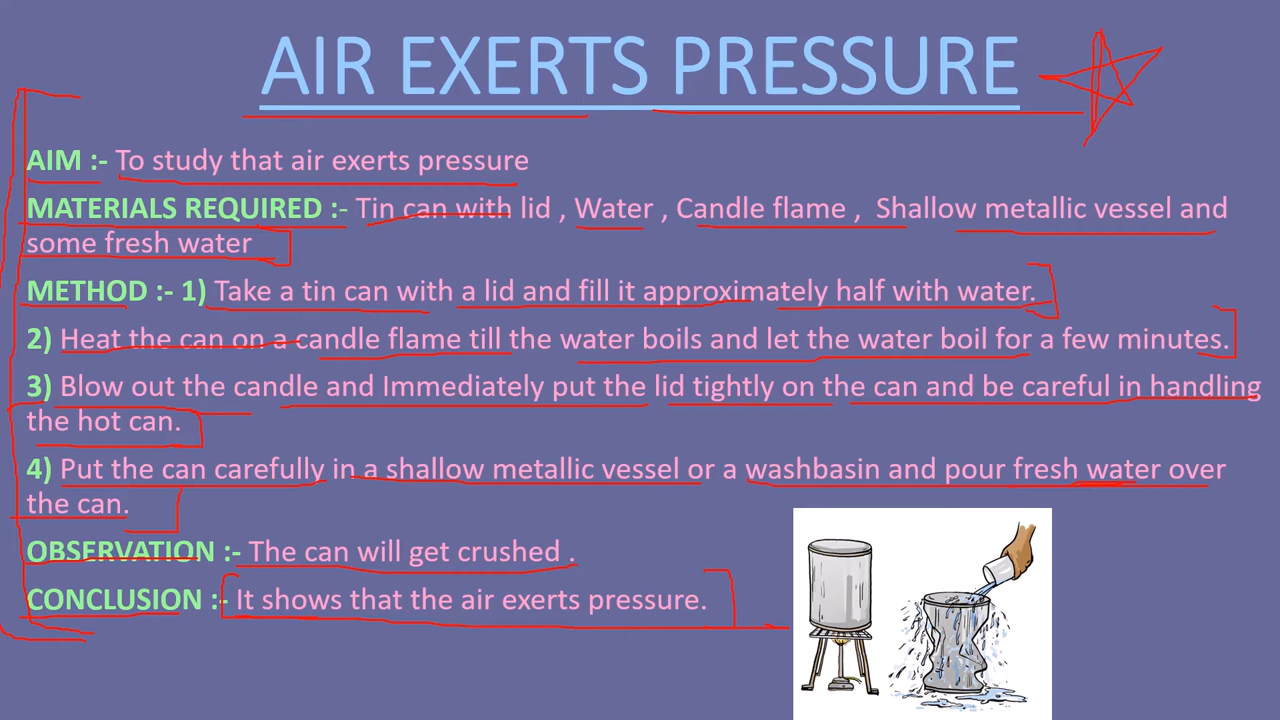 AIR EXERTS PRESSURE
AIM :- To study that air exerts pressure
MATERIALS REQUIRED :- Tin can with lid , Water , Candle flame , Shallow metallic vessel and
some fresh water
METHOD :- 1) Take a tin can with a lid and fill it approximately half with water.
2) Heat the can on a candle flame till the water boils and let the water boil for a few minutes.
3) Blow out the candle and Immediately put the lid tightly on the can and be careful in handling
the hot can.
4) Put the can carefully in a shallow metallic vessel or a washbasin and pour fresh water over
the can.
OBSERVATION :- The can will get crushed .
CONCLUSION :- It shows that the air exerts pressure.